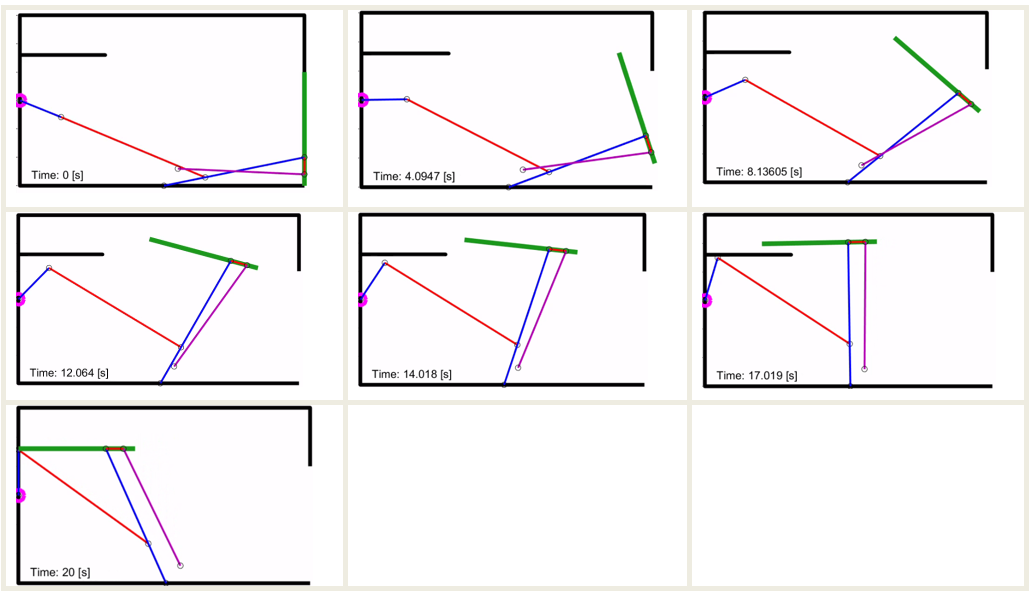 Time: 0 [s]
Time: 4.0947 [s]
Time: 8.13605 [s]
Time: 12.064 [s]
Time: 14.018 [s]
Time: 17.019 [s]
Time: 20 [s]